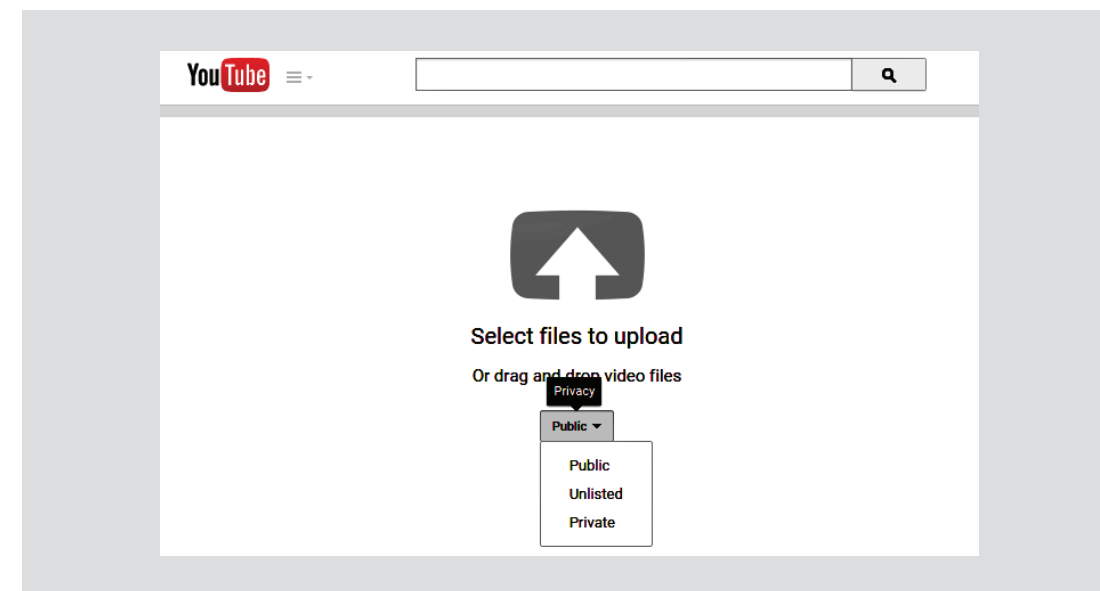 YouTube
Select files to upload
Or drag and drop video files
Privacy
Public
Public
Unlisted
Private